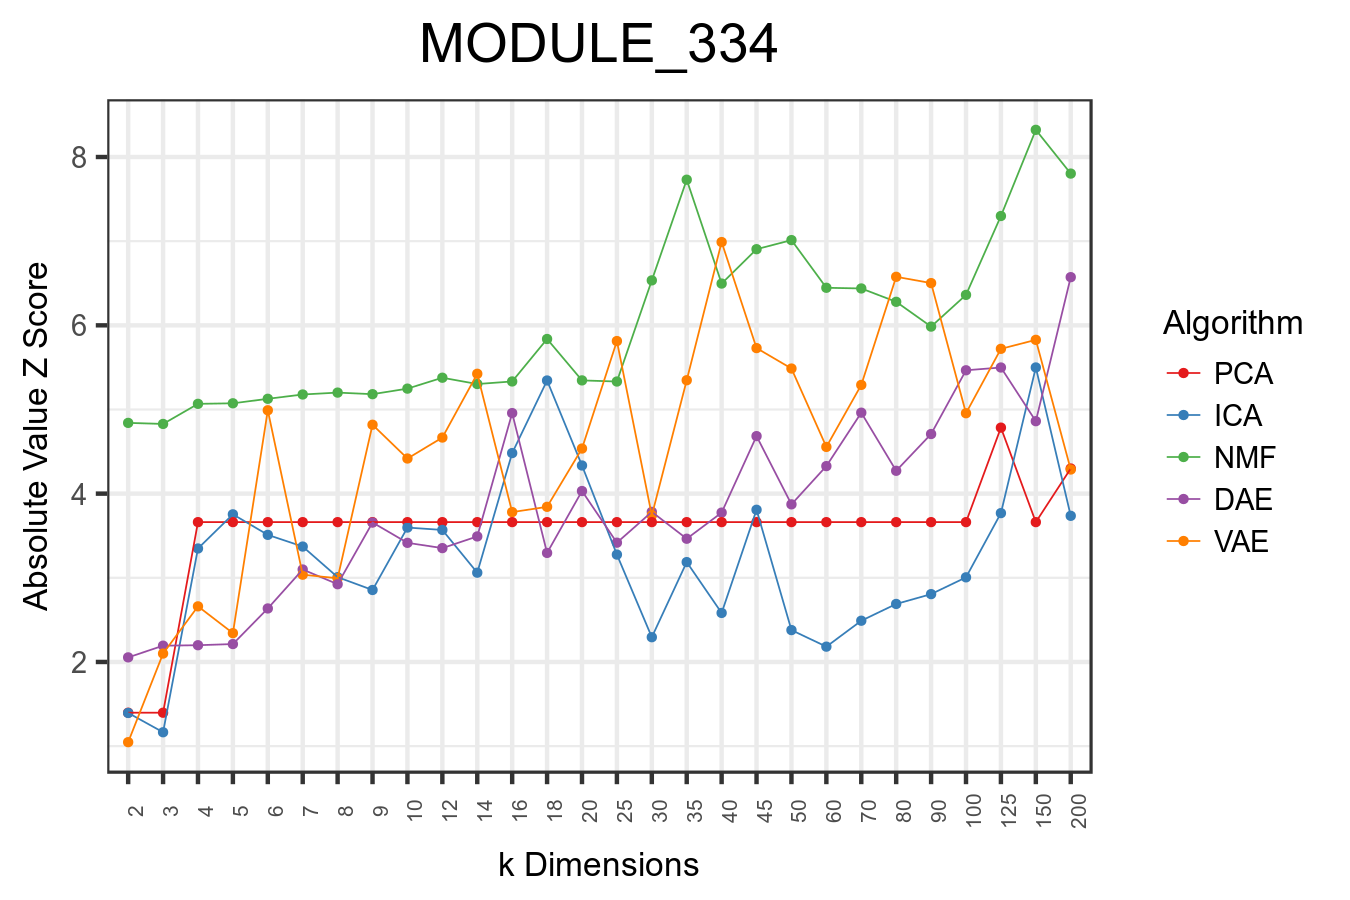 MODULE_334
Absolute Value Z Score
8
6
4
2
2 3 4 5 6 7 8 9 10 12 14 16 18 20 25 30 35 40 45 50 60 70 80 90 100 125 150 200
k Dimensions
Algorithm
PCA
ICA
NMF
DAE
VAE